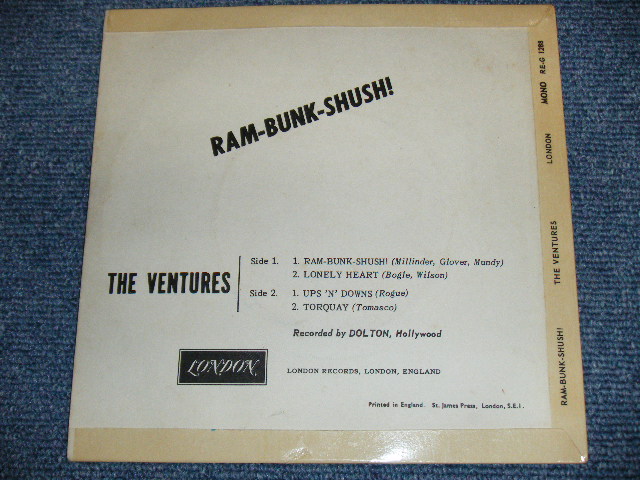 RAM-BUNK-SHUSH!
THE VENTURES
Side 1. 1. RAM-BUNK-SHUSH! (Millinder, Glover, Mundy)
2. LONELY HEART (Bogle, Wilson)
Side 2. 1. UPS 'N' DOWNS (Rogue)
2. TORQUAY (Tomasco)
Recorded by DOLTON, Hollywood
LONDON
LONDON RECORDS, LONDON, ENGLAND
Printed in England. St. James Press, London, S.E.1.
RAM-BUNK-SHUSH! THE VENTURES LONDON MONO RE-G 1288